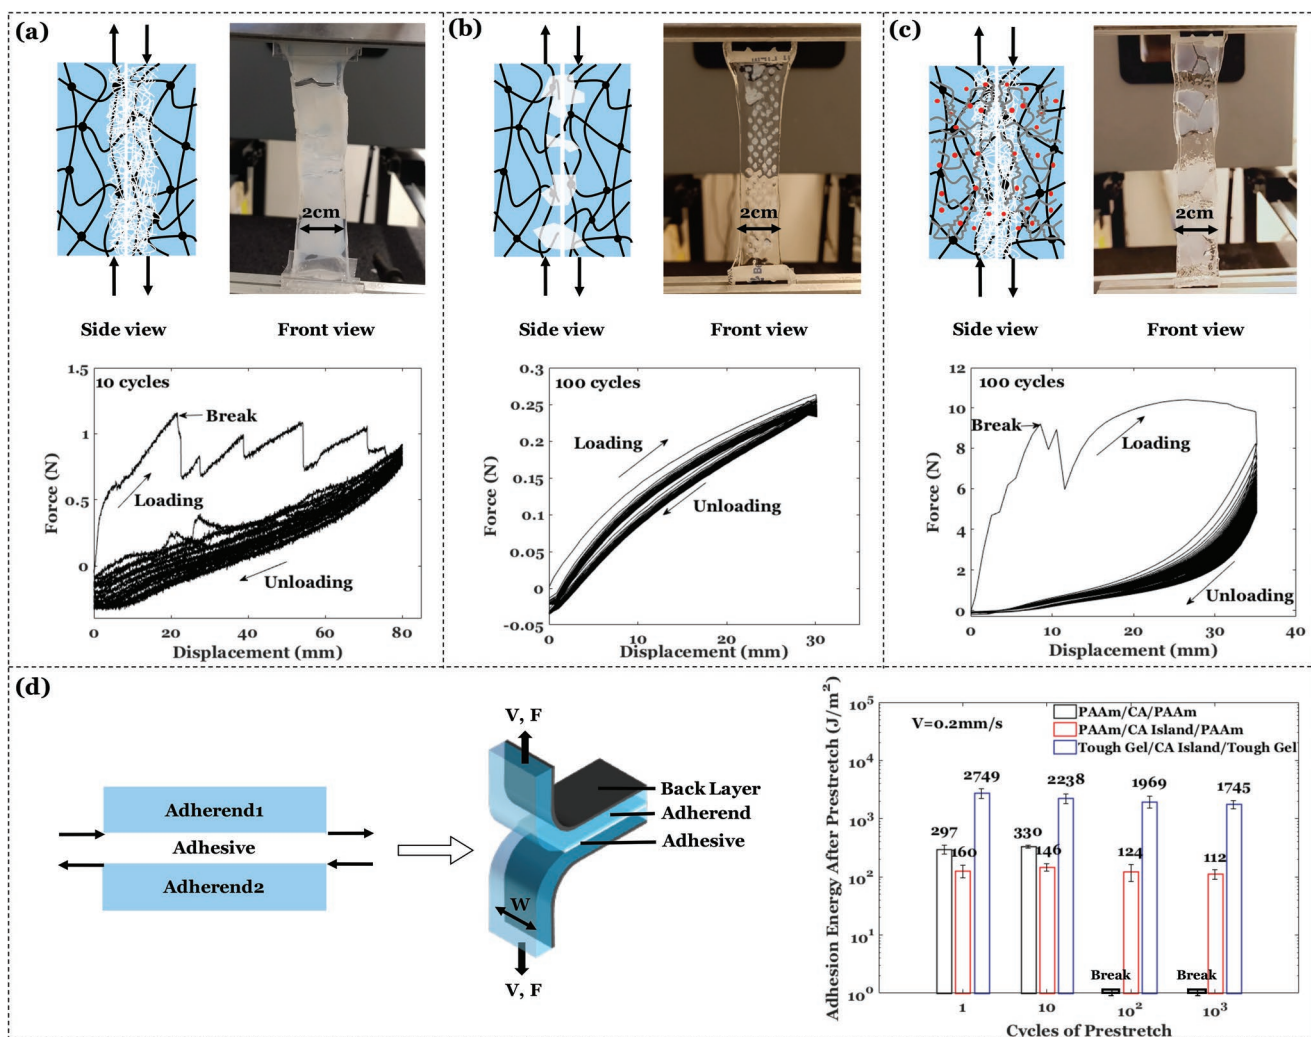 (a)
2cm
Side view
Front view
1.5
1
0.5
0
Force (N)
10 cycles
Break
Loading
Unloading
0
20
40
60
80
Displacement (mm)
(b)
2cm
Side view
Front view
0.3
0.25
0.2
0.15
0.1
0.05
0
-0.05
Force (N)
100 cycles
Loading
Unloading
0
10
20
30
Displacement (mm)
(c)
2cm
Side view
Front view
12
10
8
6
4
2
0
Force (N)
100 cycles
Break
Loading
Unloading
0
10
20
30
40
Displacement (mm)
(d)
Adherend1
Adhesive
Adherend2
V, F
Back Layer
Adherend
Adhesive
W
V, F
Adhesion Energy After Prestretch (J/m²)
10⁵
10⁴
10³
10²
10¹
10⁰
V=0.2mm/s
PAAm/CA/PAAm
PAAm/CA Island/PAAm
Tough Gel/CA Island/Tough Gel
297
160
2749
330
146
2238
Break
124
1969
Break
112
1745
1
10
10²
10³
Cycles of Prestretch